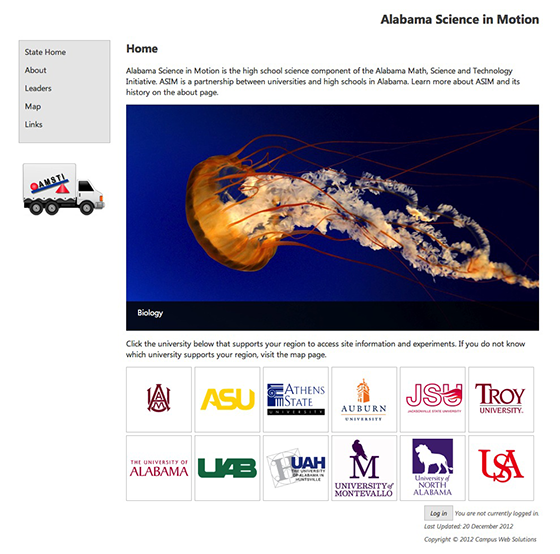 Alabama Science in Motion
State Home
About
Leaders
Map
Links
AMSTI
Home
Alabama Science in Motion is the high school science component of the Alabama Math, Science and Technology
Initiative. ASIM is a partnership between universities and high schools in Alabama. Learn more about ASIM and its
history on the about page.
Biology
Click the university below that supports your region to access site information and experiments. If you do not know
which university supports your region, visit the map page.
ASU
ATHENS
STATE
UNIVERSITY
AUBURN
UNIVERSITY
JSU
JACKSONVILLE STATE UNIVERSITY
TROY
UNIVERSITY.
THE UNIVERSITY OF
ALABAMA
UAB
UAH
THE UNIVERSITY
OF ALABAMA IN
HUNTSVILLE
M
UNIVERSITY of
MONTEVALLO
University of
NORTH
ALABAMA
USA
Log in You are not currently logged in.
Last Updated: 20 December 2012
Copyright © 2012 Campus Web Solutions